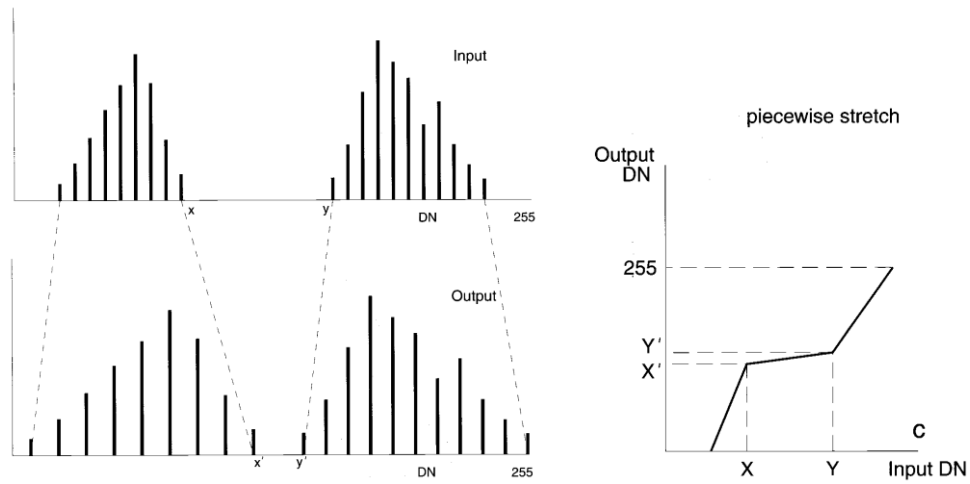 Input
x
y
DN
255
Output
x'
y'
DN
255
piecewise stretch
Output
DN
255
Y'
X'
C
X
Y
Input DN